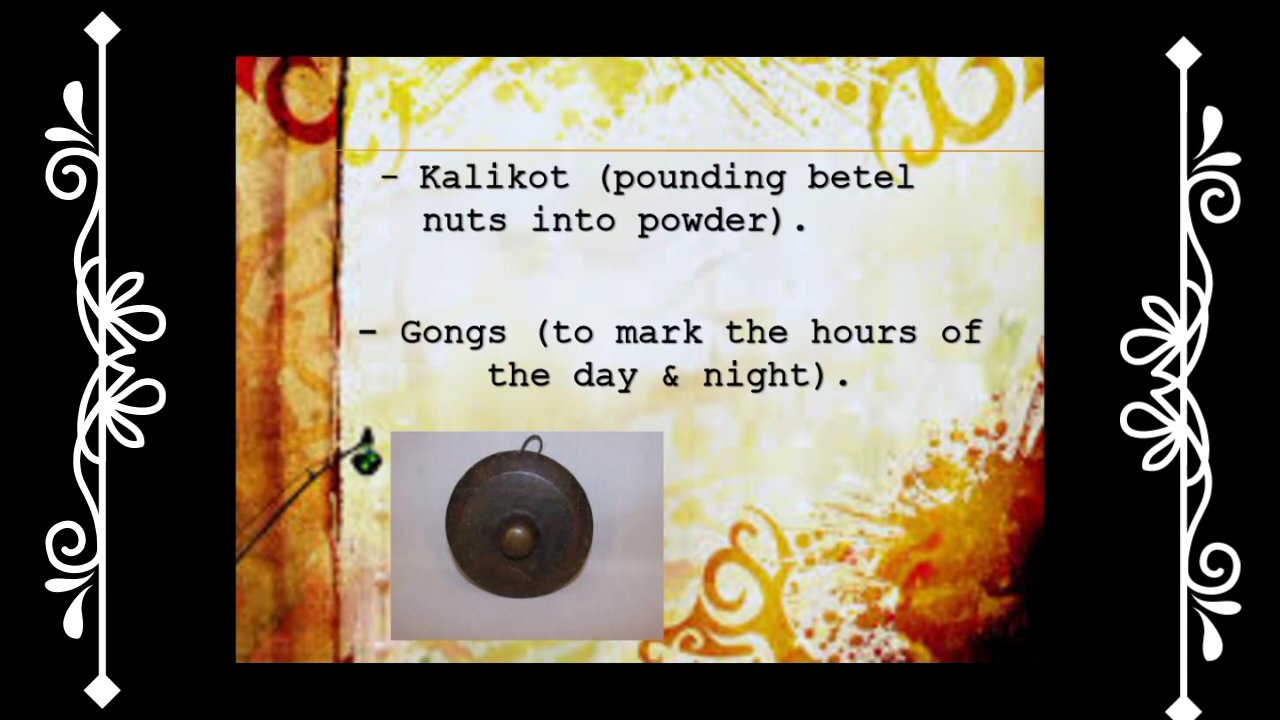 - Kalikot (pounding betel
nuts into powder).
- Gongs (to mark the hours of
the day & night).